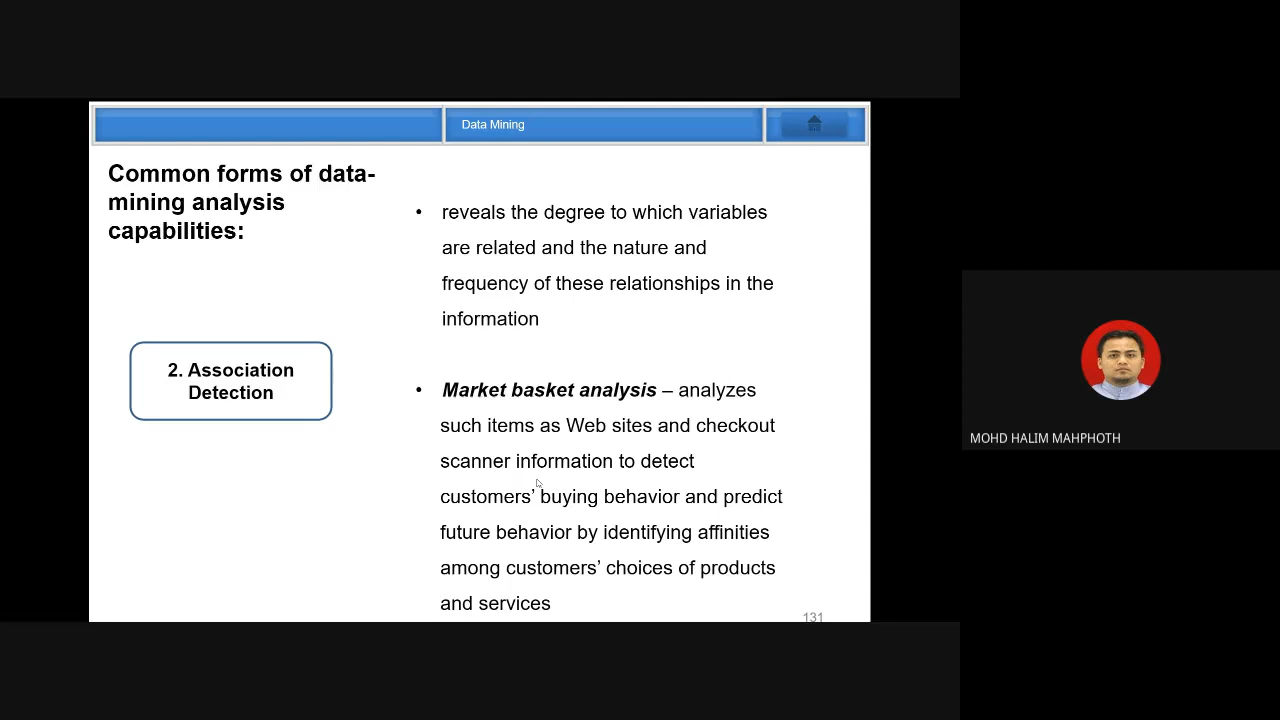 Data Mining
Common forms of data-
mining analysis
capabilities:
2. Association
Detection
• reveals the degree to which variables
are related and the nature and
frequency of these relationships in the
information
• Market basket analysis – analyzes
such items as Web sites and checkout
scanner information to detect
customers’ buying behavior and predict
future behavior by identifying affinities
among customers’ choices of products
and services
131
MOHD HALIM MAHPHOTH